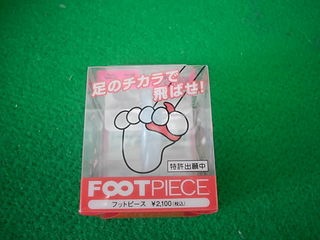 足のチカラで
飛ばせ!
特許出願中
FOOTPIECE
フットピース ¥2,100(税込)